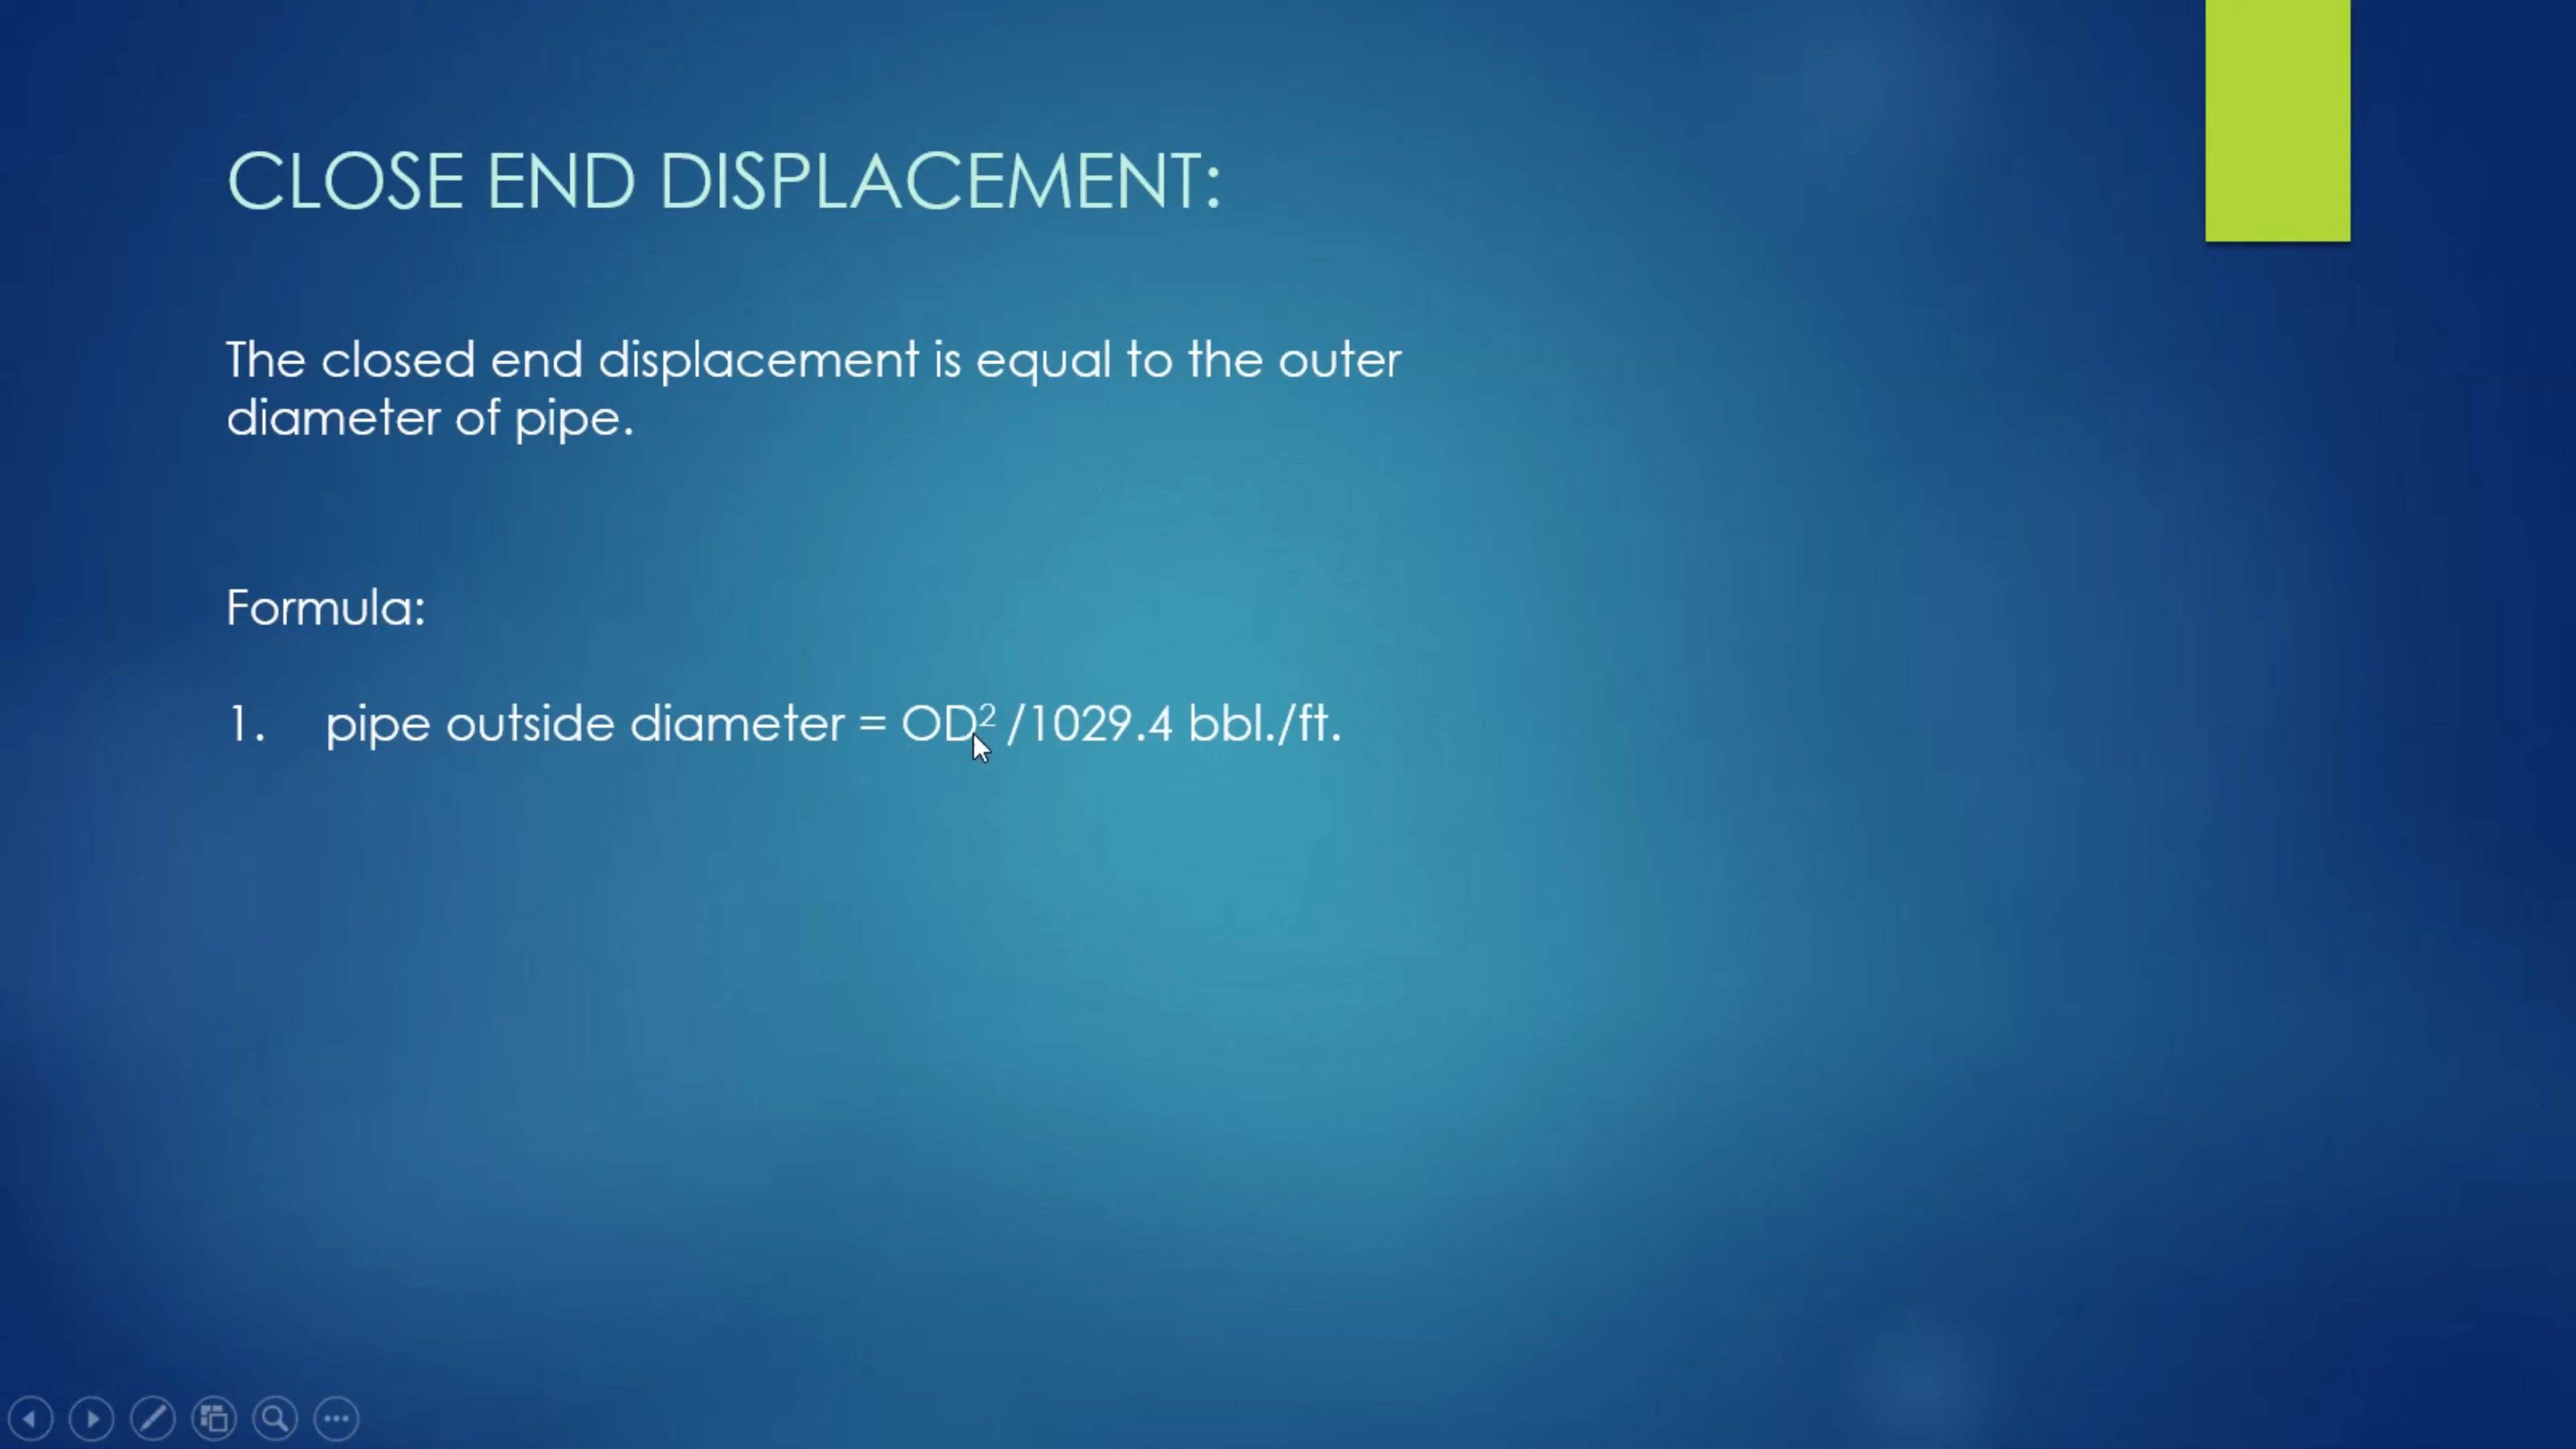 CLOSE END DISPLACEMENT:
The closed end displacement is equal to the outer
diameter of pipe.
Formula:
1. pipe outside diameter = OD² /1029.4 bbl./ft.